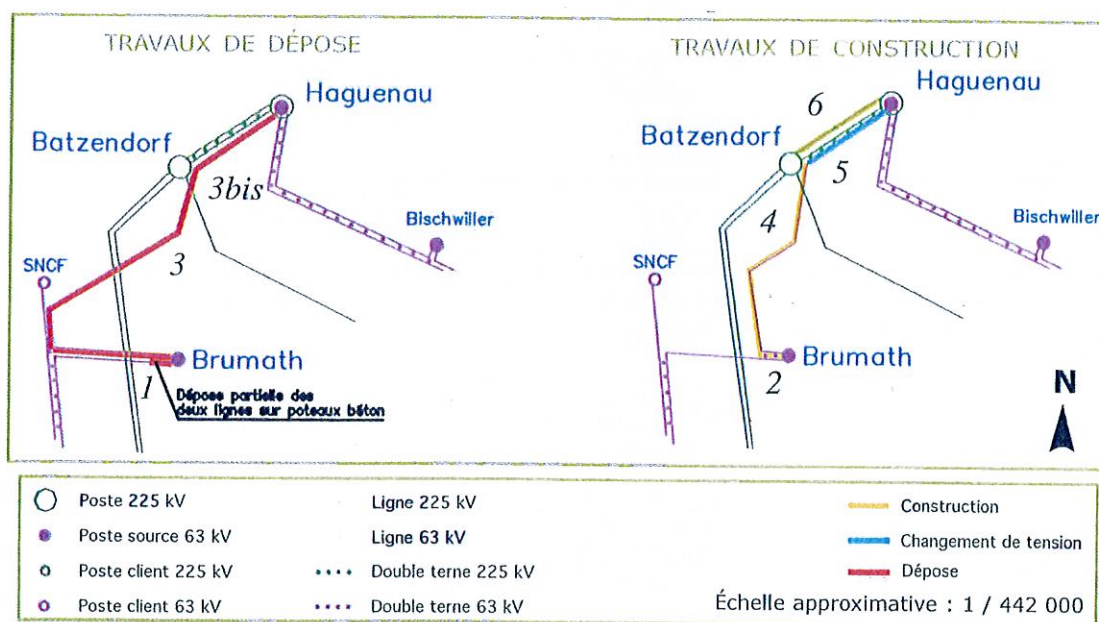 TRAVAUX DE DÉPOSE
Haguenau
Batzendorf
3bis
Bischwiller
3
SNCF
Brumath
1
Dépose partielle des
deux lignes sur poteaux béton
TRAVAUX DE CONSTRUCTION
Haguenau
6
Batzendorf
5
4
Bischwiller
SNCF
Brumath
2
N
Poste 225 kV
Poste source 63 kV
Poste client 225 kV
Poste client 63 kV
Ligne 225 kV
Ligne 63 kV
Double terne 225 kV
Double terne 63 kV
Construction
Changement de tension
Dépose
Échelle approximative : 1 / 442 000